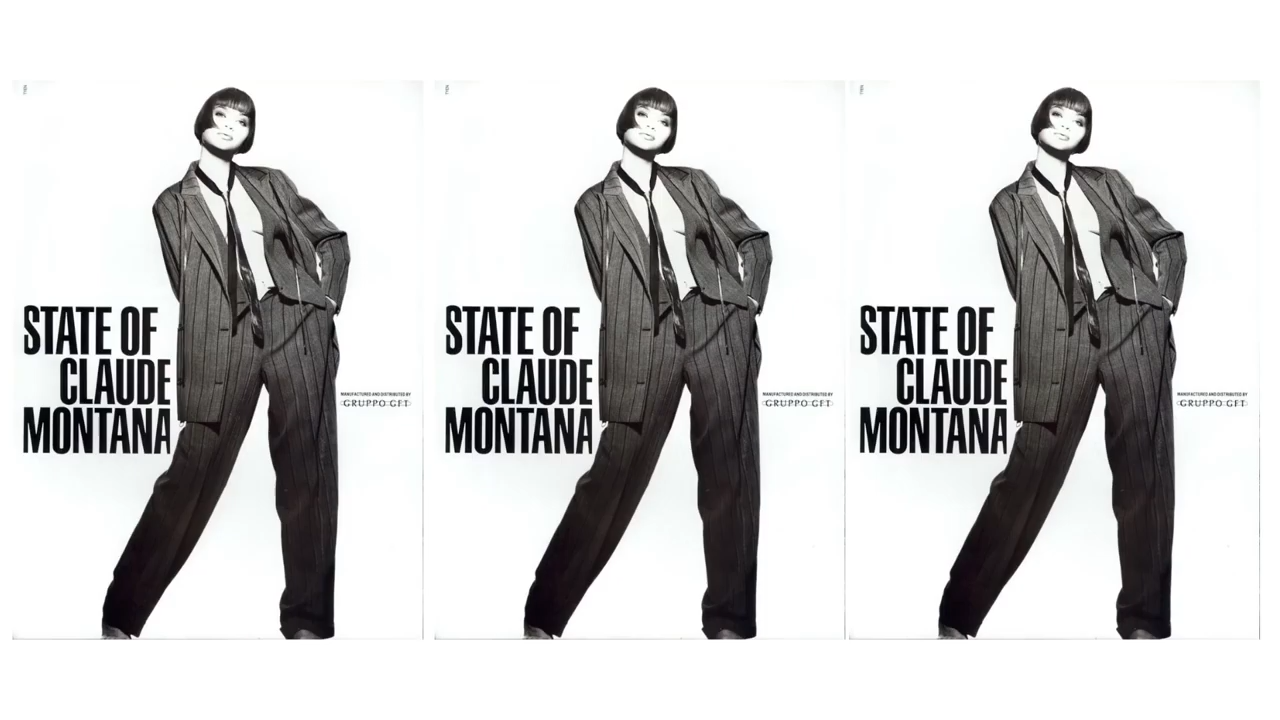 STATE OF
CLAUDE
MONTANA
MANUFACTURED AND DISTRIBUTED BY
GRUPPO GFT
STATE OF
CLAUDE
MONTANA
MANUFACTURED AND DISTRIBUTED BY
GRUPPO GFT
STATE OF
CLAUDE
MONTANA
MANUFACTURED AND DISTRIBUTED BY
GRUPPO GFT